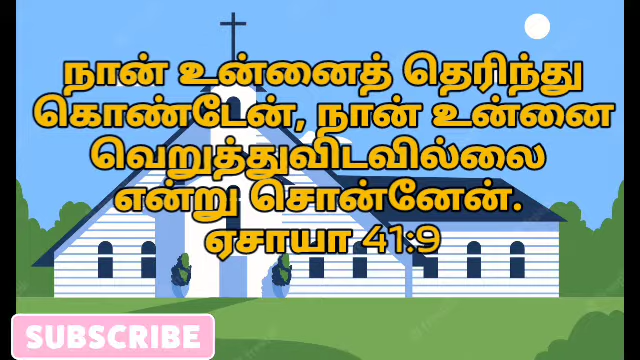 நான் உன்னைத் தெரிந்து
கொண்டேன், நான் உன்னை
வெறுத்துவிடவில்லை
என்று சொன்னேன்.
ஏசாயா 41:9
SUBSCRIBE